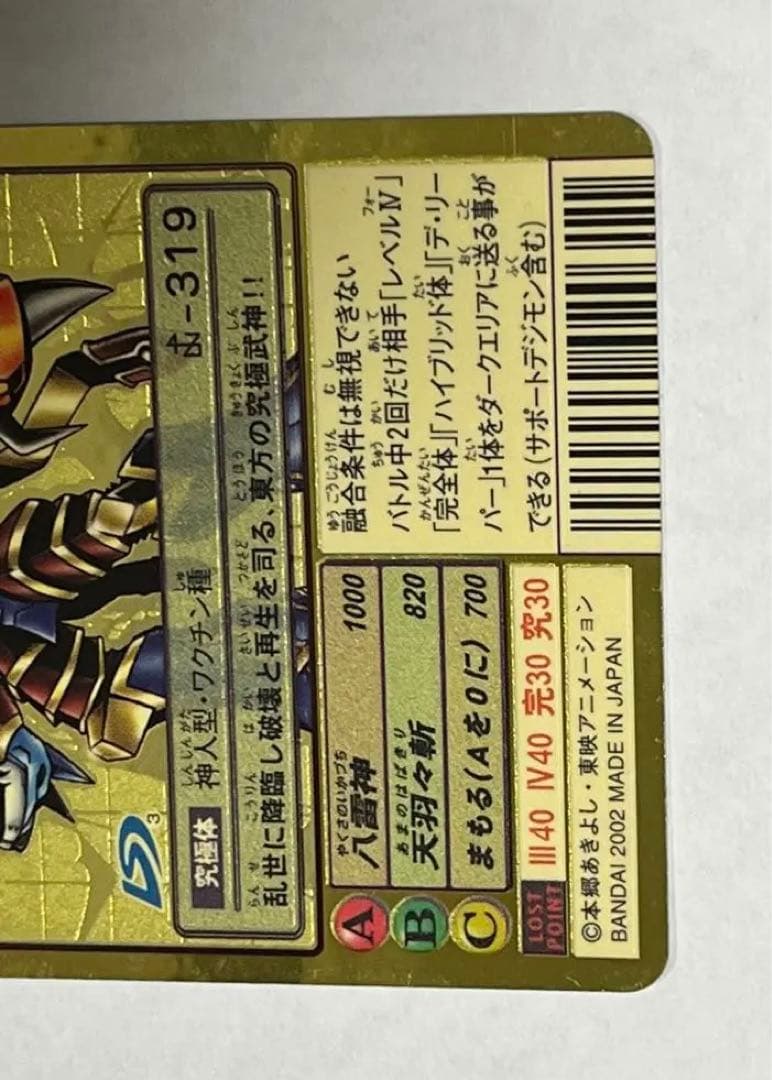 3
究極体 神人型・ワクチン種 St-319
乱世に降臨し破壊と再生を司る、東方の究極武神!!
A 八雷神 1000
B 天羽々斬 820
C まもる(Aを0に) 700
LOST POINT III40 IV40 完30 究30
融合条件は無視できない
バトル中2回だけ相手「レベルIV」
「完全体」「ハイブリッド体」「デ・リー
パー」1体をダークエリアに送る事が
できる(サポートデジモン含む)
©本郷あきよし・東映アニメーション
BANDAI 2002 MADE IN JAPAN